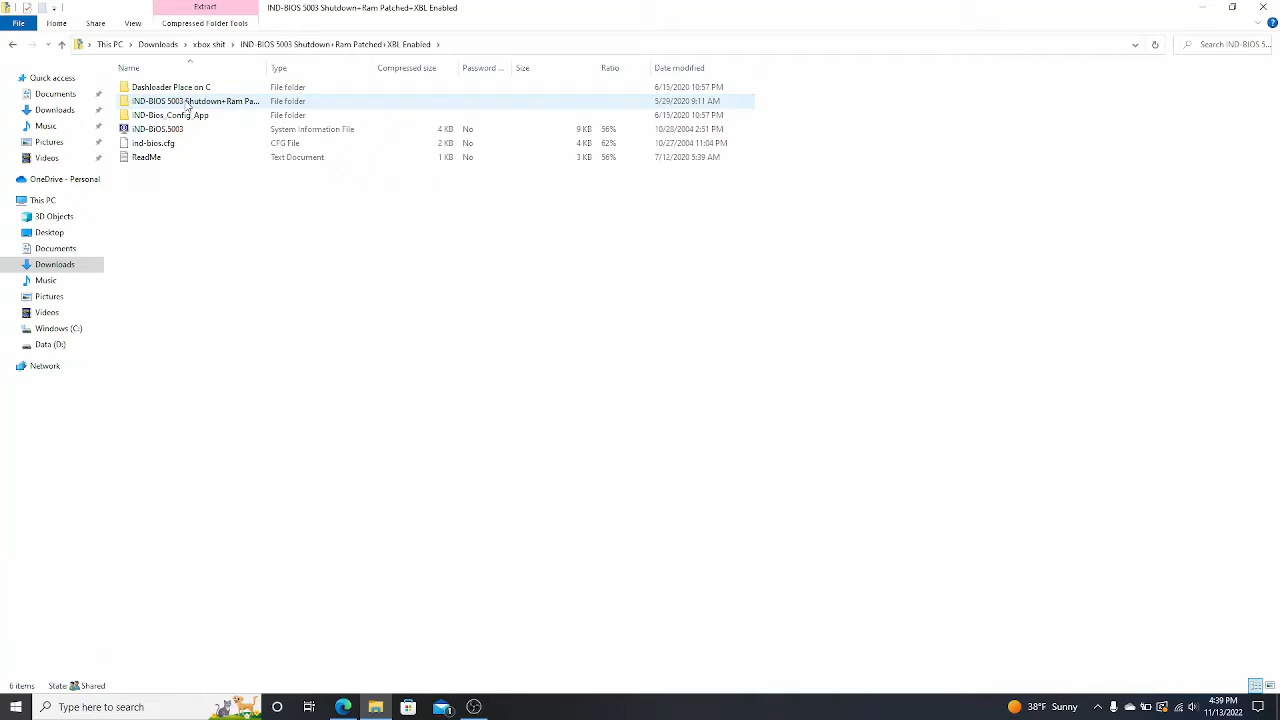 Extract
IND-BIOS 5003 Shutdown+Ram Patched+XBL Enabled
File Home Share View Compressed Folder Tools
This PC Downloads xbox shit IND-BIOS 5003 Shutdown+Ram Patched+XBL Enabled
Search IND-BIOS 5...
Name Type Compressed size Password ... Size Ratio Date modified
Dashloader Place on C File folder 6/15/2020 10:57 PM
IND-BIOS 5003 Shutdown+Ram Pa... File folder 5/29/2020 9:11 AM
IND-Bios_Config_App File folder 6/15/2020 10:57 PM
iND-BiOS.5003 System Information File 4 KB No 9 KB 56% 10/28/2004 2:51 PM
ind-bios.cfg CFG File 2 KB No 4 KB 62% 10/27/2004 11:04 PM
ReadMe Text Document 1 KB No 3 KB 56% 7/12/2020 5:39 AM
Quick access
Documents
Downloads
Music
Pictures
Videos
OneDrive - Personal
This PC
3D Objects
Desktop
Documents
Downloads
Music
Pictures
Videos
Windows (C:)
Data (D:)
Network
6 items State: Shared
Type here to search
1
38°F Sunny
4:39 PM
11/13/2022